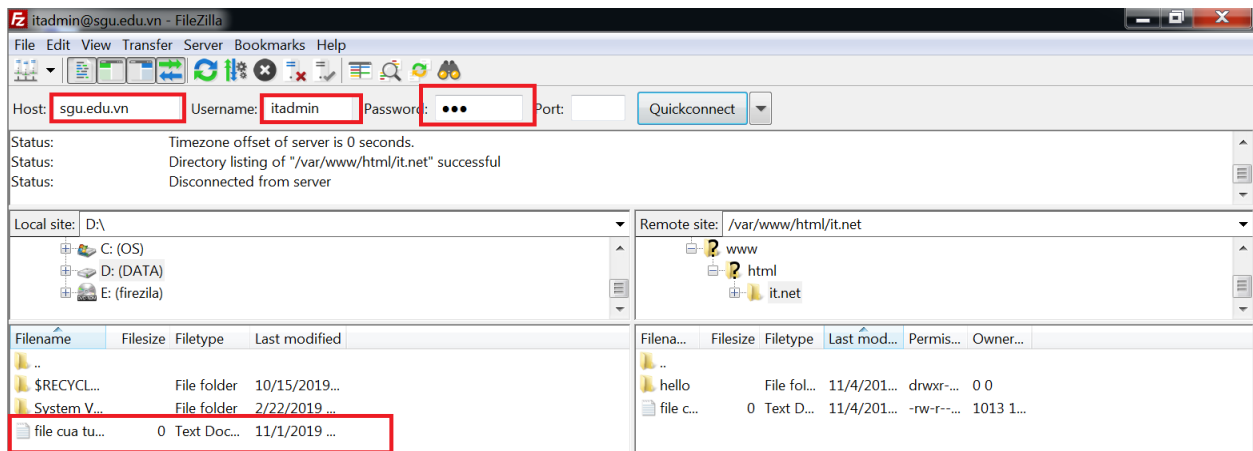 itadmin@sgu.edu.vn - FileZilla
File Edit View Transfer Server Bookmarks Help
Host: sgu.edu.vn Username: itadmin Password: ●●● Port: Quickconnect
Status: Timezone offset of server is 0 seconds.
Status: Directory listing of "/var/www/html/it.net" successful
Status: Disconnected from server
Local site: D:\
C: (OS)
D: (DATA)
E: (firezila)
Remote site: /var/www/html/it.net
www
html
it.net
Filename Filesize Filetype Last modified
..
$RECYCL... File folder 10/15/2019...
System V... File folder 2/22/2019 ...
file cua tu... 0 Text Doc... 11/1/2019 ...
Filena... Filesize Filetype Last mod... Permis... Owner...
..
hello File fol... 11/4/201... drwxr-... 0 0
file c... 0 Text D... 11/4/201... -rw-r--... 1013 1...